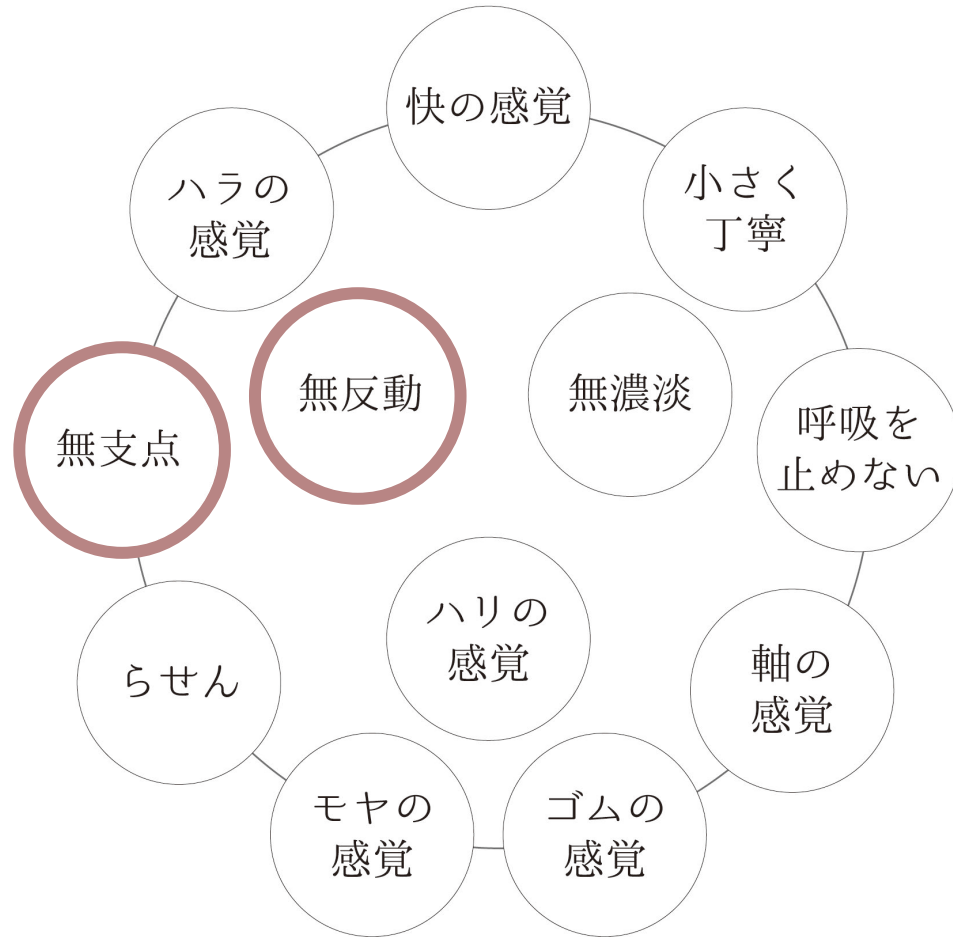 快の感覚
ハラの
感覚
小さく
丁寧
無反動
無濃淡
無支点
呼吸を
止めない
ハリの
感覚
らせん
軸の
感覚
モヤの
感覚
ゴムの
感覚